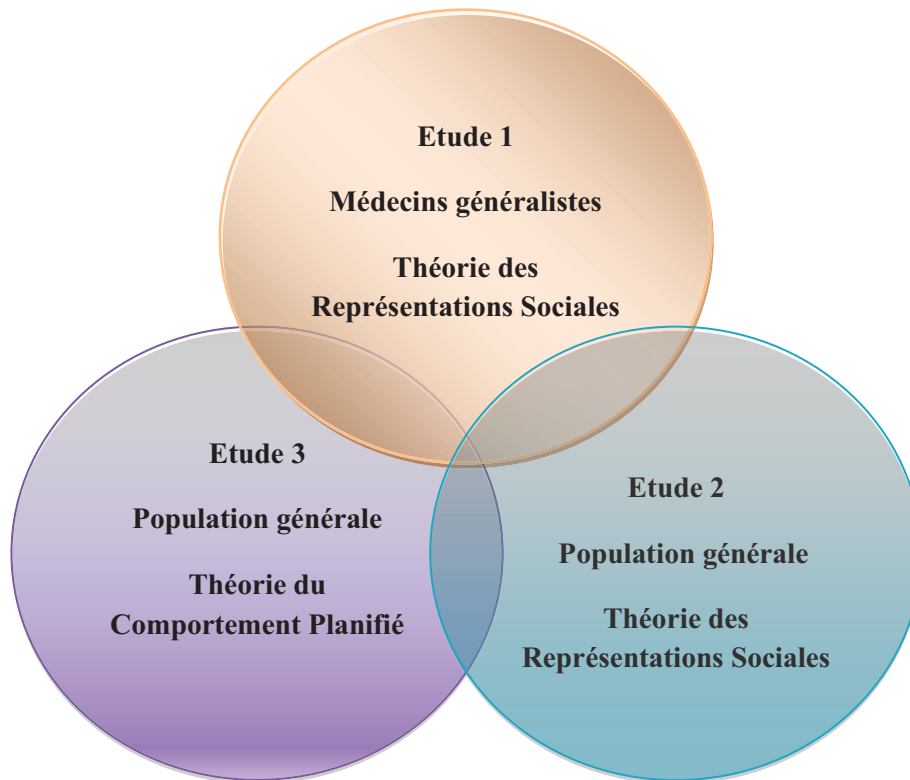 Etude 1
Médecins généralistes
Théorie des
Représentations Sociales
Etude 3
Population générale
Théorie du
Comportement Planifié
Etude 2
Population générale
Théorie des
Représentations Sociales